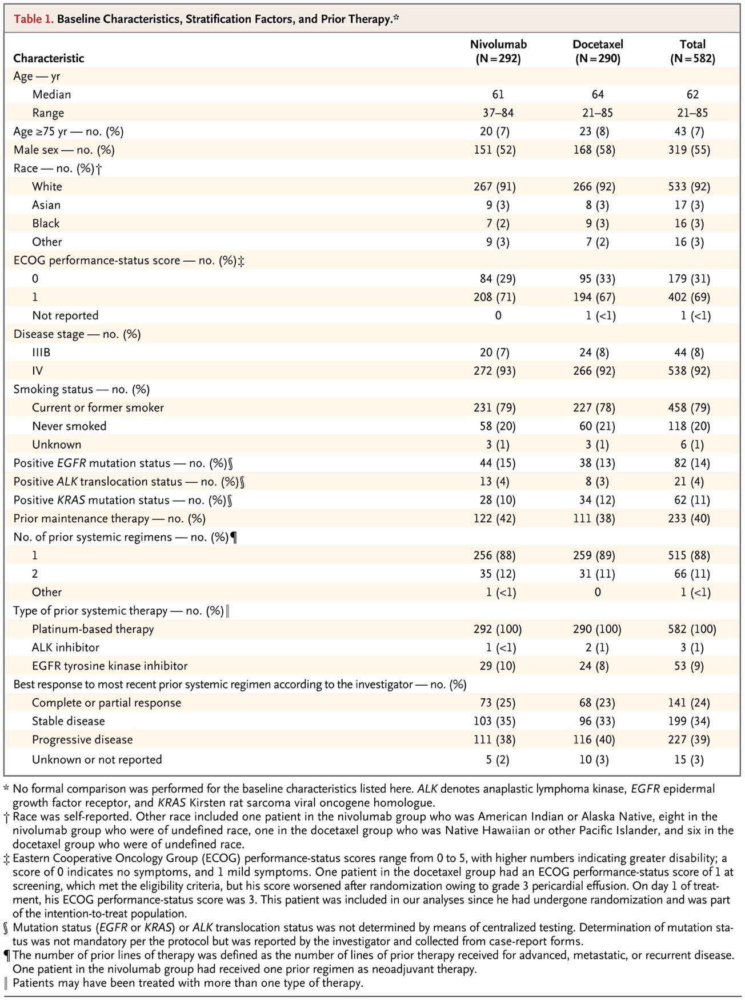 Table 1. Baseline Characteristics, Stratification Factors, and Prior Therapy.*
Characteristic Nivolumab (N=292) Docetaxel (N=290) Total (N=582)
Age — yr
Median 61 64 62
Range 37–84 21–85 21–85
Age ≥75 yr — no. (%) 20 (7) 23 (8) 43 (7)
Male sex — no. (%) 151 (52) 168 (58) 319 (55)
Race — no. (%)†
White 267 (91) 266 (92) 533 (92)
Asian 9 (3) 8 (3) 17 (3)
Black 7 (2) 9 (3) 16 (3)
Other 9 (3) 7 (2) 16 (3)
ECOG performance-status score — no. (%)‡
0 84 (29) 95 (33) 179 (31)
1 208 (71) 194 (67) 402 (69)
Not reported 0 1 (<1) 1 (<1)
Disease stage — no. (%)
IIIB 20 (7) 24 (8) 44 (8)
IV 272 (93) 266 (92) 538 (92)
Smoking status — no. (%)
Current or former smoker 231 (79) 227 (78) 458 (79)
Never smoked 58 (20) 60 (21) 118 (20)
Unknown 3 (1) 3 (1) 6 (1)
Positive EGFR mutation status — no. (%)§ 44 (15) 38 (13) 82 (14)
Positive ALK translocation status — no. (%)§ 13 (4) 8 (3) 21 (4)
Positive KRAS mutation status — no. (%)§ 28 (10) 34 (12) 62 (11)
Prior maintenance therapy — no. (%) 122 (42) 111 (38) 233 (40)
No. of prior systemic regimens — no. (%)¶
1 256 (88) 259 (89) 515 (88)
2 35 (12) 31 (11) 66 (11)
Other 1 (<1) 0 1 (<1)
Type of prior systemic therapy — no. (%)‖
Platinum-based therapy 292 (100) 290 (100) 582 (100)
ALK inhibitor 1 (<1) 2 (1) 3 (1)
EGFR tyrosine kinase inhibitor 29 (10) 24 (8) 53 (9)
Best response to most recent prior systemic regimen according to the investigator — no. (%)
Complete or partial response 73 (25) 68 (23) 141 (24)
Stable disease 103 (35) 96 (33) 199 (34)
Progressive disease 111 (38) 116 (40) 227 (39)
Unknown or not reported 5 (2) 10 (3) 15 (3)
* No formal comparison was performed for the baseline characteristics listed here. ALK denotes anaplastic lymphoma kinase, EGFR epidermal
growth factor receptor, and KRAS Kirsten rat sarcoma viral oncogene homologue.
† Race was self-reported. Other race included one patient in the nivolumab group who was American Indian or Alaska Native, eight in the
nivolumab group who were of undefined race, one in the docetaxel group who was Native Hawaiian or other Pacific Islander, and six in the
docetaxel group who were of undefined race.
‡ Eastern Cooperative Oncology Group (ECOG) performance-status scores range from 0 to 5, with higher numbers indicating greater disability; a
score of 0 indicates no symptoms, and 1 mild symptoms. One patient in the docetaxel group had an ECOG performance-status score of 1 at
screening, which met the eligibility criteria, but his score worsened after randomization owing to grade 3 pericardial effusion. On day 1 of treat-
ment, his ECOG performance-status score was 3. This patient was included in our analyses since he had undergone randomization and was part
of the intention-to-treat population.
§ Mutation status (EGFR or KRAS) or ALK translocation status was not determined by means of centralized testing. Determination of mutation sta-
tus was not mandatory per the protocol but was reported by the investigator and collected from case-report forms.
¶ The number of prior lines of therapy was defined as the number of lines of prior therapy received for advanced, metastatic, or recurrent disease.
One patient in the nivolumab group had received one prior regimen as neoadjuvant therapy.
‖ Patients may have been treated with more than one type of therapy.